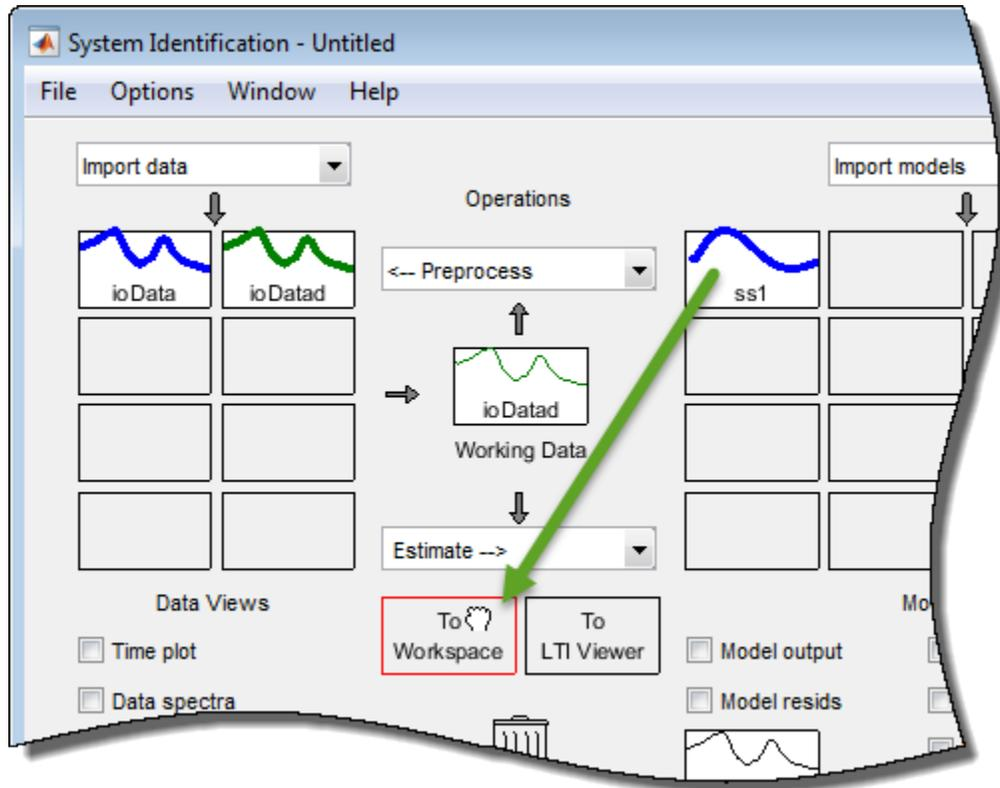 System Identification - Untitled
File Options Window Help
Import data
Import models
Operations
ioData
ioDatad
<-- Preprocess
ss1
ioDatad
Working Data
Estimate -->
Data Views
To
Workspace
To
LTI Viewer
Time plot
Data spectra
Model output
Model resids